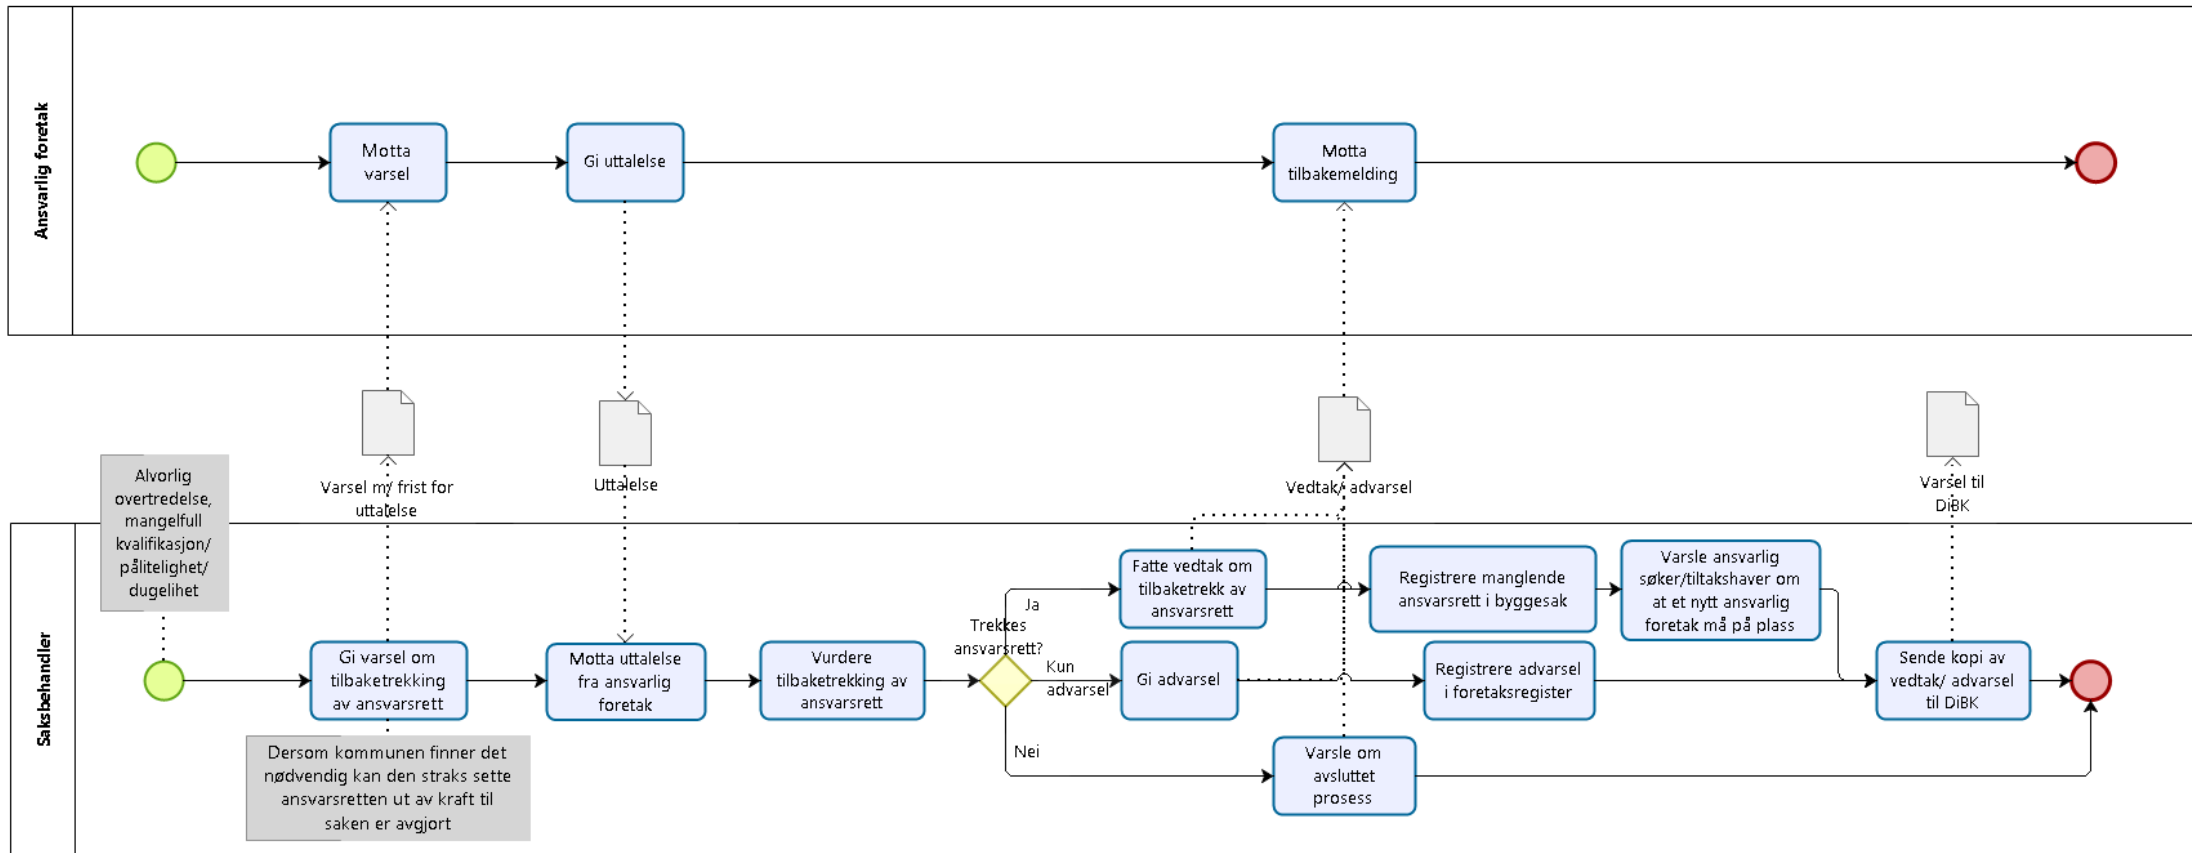 Ansvarlig foretak
Motta
varsel
Gi uttalelse
Motta
tilbakemelding
Varsel m/ frist for
uttalelse
Uttalelse
Vedtak/ advarsel
Varsel til
DiBK
Saksbehandler
Alvorlig
overtredelse,
mangelfull
kvalifikasjon/
pålitelighet/
dugelihet
Gi varsel om
tilbaketrekking
av ansvarsrett
Dersom kommunen finner det
nødvendig kan den straks sette
ansvarsretten ut av kraft til
saken er avgjort
Motta uttalelse
fra ansvarlig
foretak
Vurdere
tilbaketrekking av
ansvarsrett
Trekkes
ansvarsrett?
Ja
Fatte vedtak om
tilbaketrekk av
ansvarsrett
Registrere manglende
ansvarsrett i byggesak
Varsle ansvarlig
søker/tiltakshaver om
at et nytt ansvarlig
foretak må på plass
Kun
advarsel
Gi advarsel
Registrere advarsel
i foretaksregister
Sende kopi av
vedtak/ advarsel
til DiBK
Nei
Varsle om
avsluttet
prosess